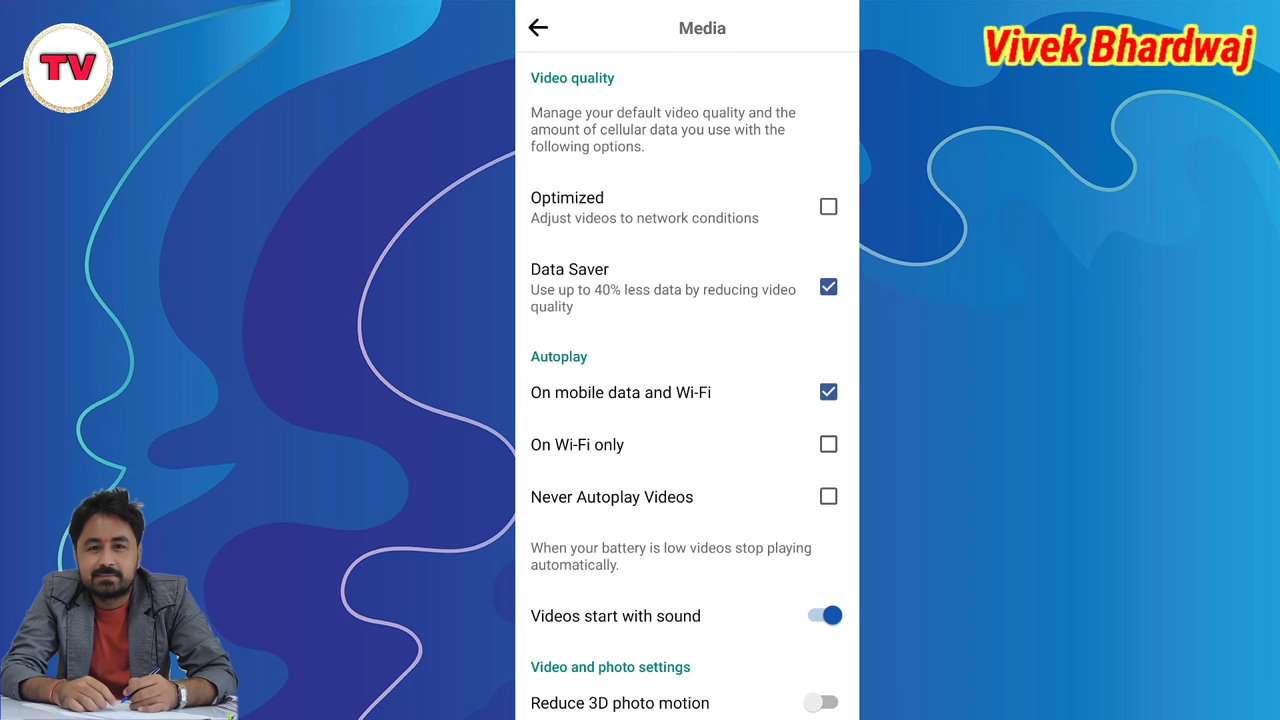 TV
Vivek Bhardwaj
Media
Video quality
Manage your default video quality and the
amount of cellular data you use with the
following options.
Optimized
Adjust videos to network conditions
Data Saver
Use up to 40% less data by reducing video
quality
Autoplay
On mobile data and Wi-Fi
On Wi-Fi only
Never Autoplay Videos
When your battery is low videos stop playing
automatically.
Videos start with sound
Video and photo settings
Reduce 3D photo motion